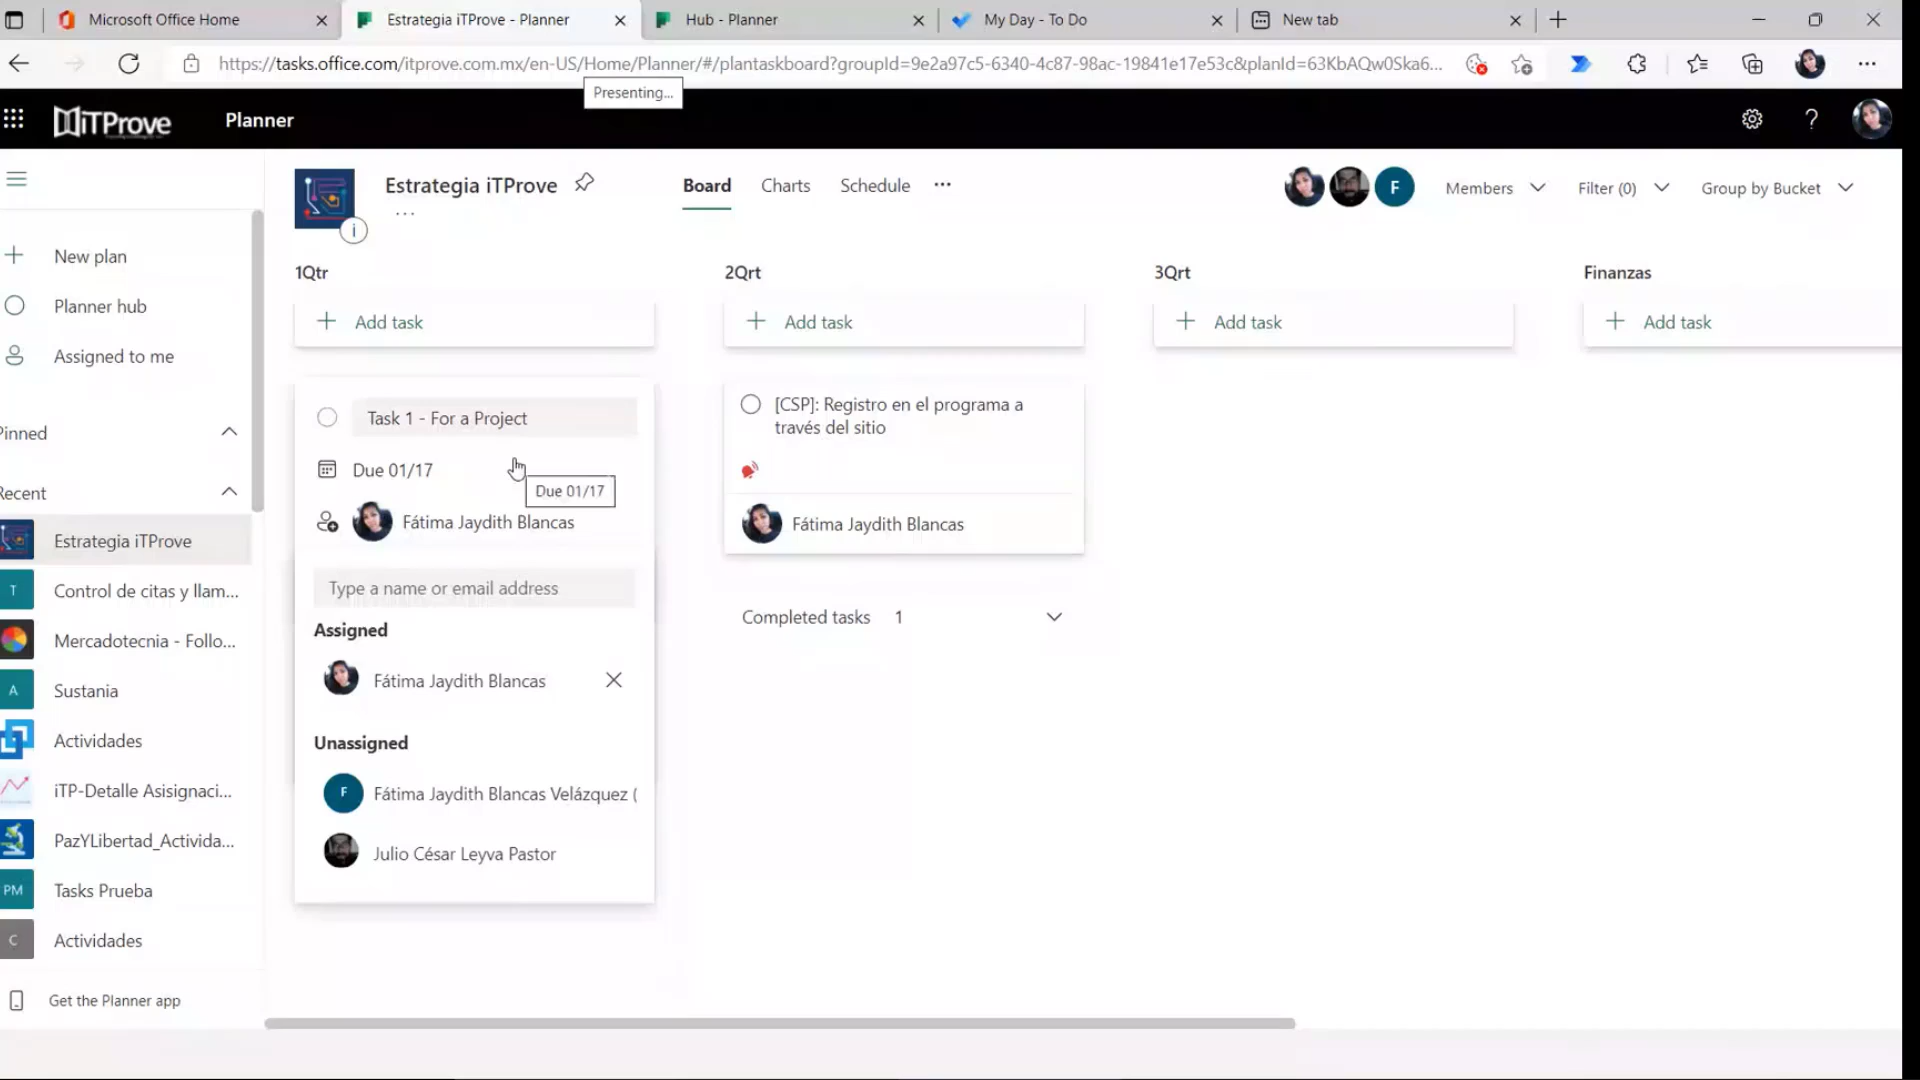 Microsoft Office Home
Estrategia iTProve - Planner
Hub - Planner
My Day - To Do
New tab
https://tasks.office.com/itprove.com.mx/en-US/Home/Planner/#/plantaskboard?groupId=9e2a97c5-6340-4c87-98ac-19841e17e53c&planId=63KbAQw0Ska6...
Presenting...
iTProve
Planner
?
Estrategia iTProve
...
Board
Charts
Schedule
...
F
Members
Filter (0)
Group by Bucket
New plan
Planner hub
Assigned to me
Pinned
Recent
Estrategia iTProve
T
Control de citas y llam...
Mercadotecnia - Follo...
A
Sustania
Actividades
iTP-Detalle Asisignaci...
PazYLibertad_Activida...
PM
Tasks Prueba
C
Actividades
Get the Planner app
1Qtr
Add task
Task 1 - For a Project
Due 01/17
Due 01/17
Fátima Jaydith Blancas
Type a name or email address
Assigned
Fátima Jaydith Blancas
Unassigned
F
Fátima Jaydith Blancas Velázquez (
Julio César Leyva Pastor
2Qrt
Add task
[CSP]: Registro en el programa a
través del sitio
Fátima Jaydith Blancas
Completed tasks 1
3Qrt
Add task
Finanzas
Add task